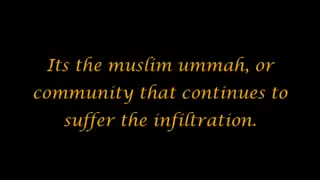 Its the muslim ummah, or
community that continues to
suffer the infiltration.